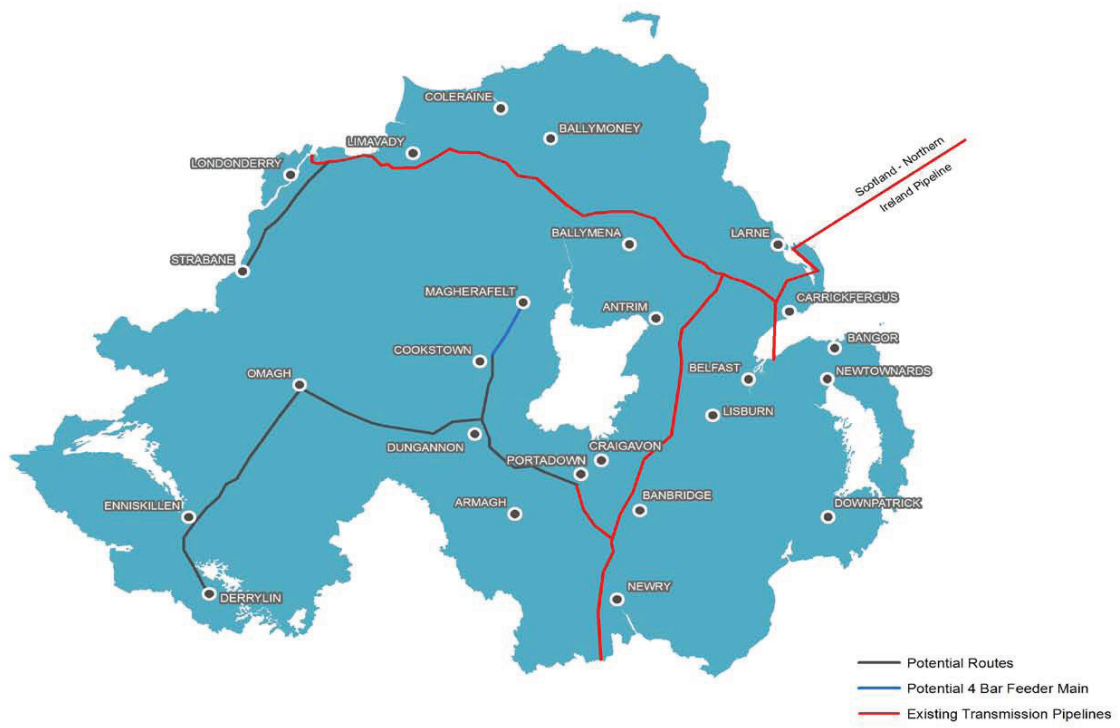 COLERAINE
BALLYMONEY
LIMAVADY
LONDONDERRY
Scotland - Northern
Ireland Pipeline
BALLYMENA
LARNE
STRABANE
MAGHERAFELT
ANTRIM
CARRICKFERGUS
COOKSTOWN
BANGOR
OMAGH
BELFAST
NEWTOWNARDS
LISBURN
DUNGANNON
CRAIGAVON
PORTADOWN
ENNISKILLEN
ARMAGH
BANBRIDGE
DOWNPATRICK
DERRYLIN
NEWRY
Potential Routes
Potential 4 Bar Feeder Main
Existing Transmission Pipelines